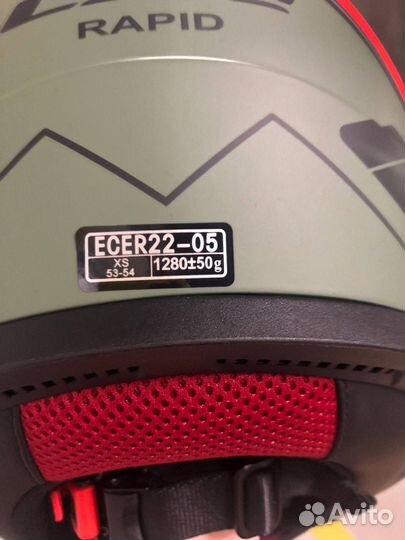 RAPID
ECER22-05
XS
53-54
1280±50g
Avito